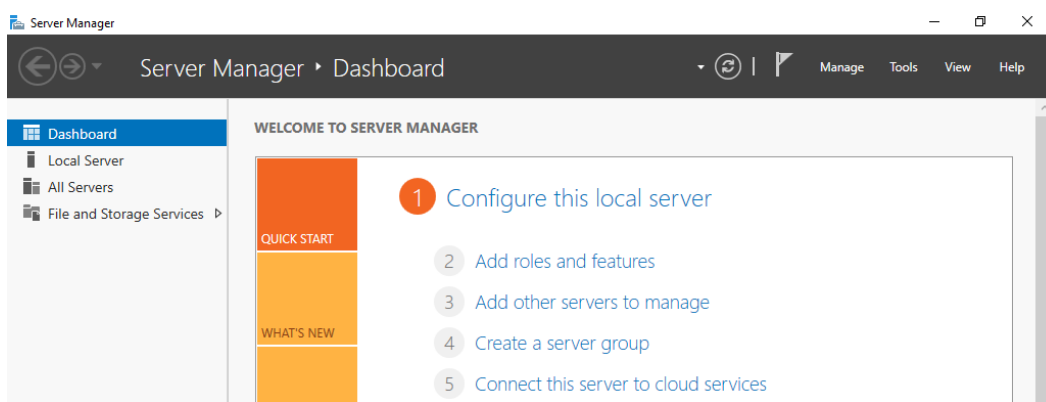 Server Manager
Server Manager ‣ Dashboard
Manage Tools View Help
Dashboard
Local Server
All Servers
File and Storage Services
WELCOME TO SERVER MANAGER
QUICK START
WHAT'S NEW
1 Configure this local server
2 Add roles and features
3 Add other servers to manage
4 Create a server group
5 Connect this server to cloud services